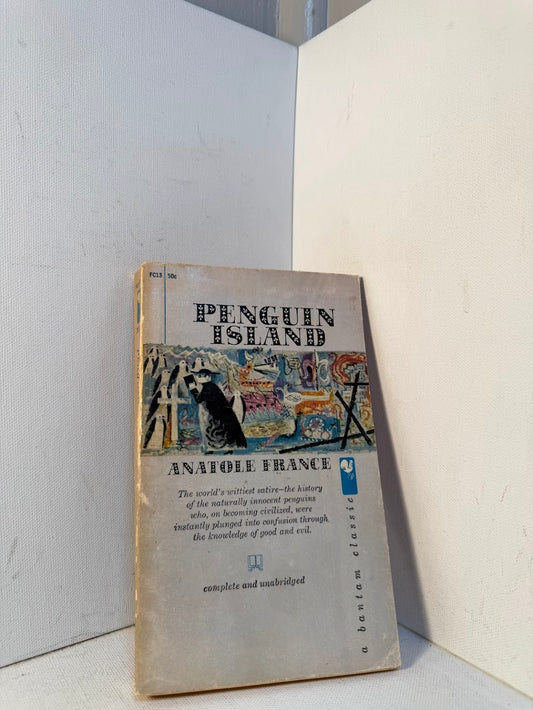 FC13 50c
PENGUIN
ISLAND
ANATOLE FRANCE
The world's wittiest satire—the history
of the naturally innocent penguins
who, on becoming civilized, were
instantly plunged into confusion through
the knowledge of good and evil.
complete and unabridged
a bantam classic